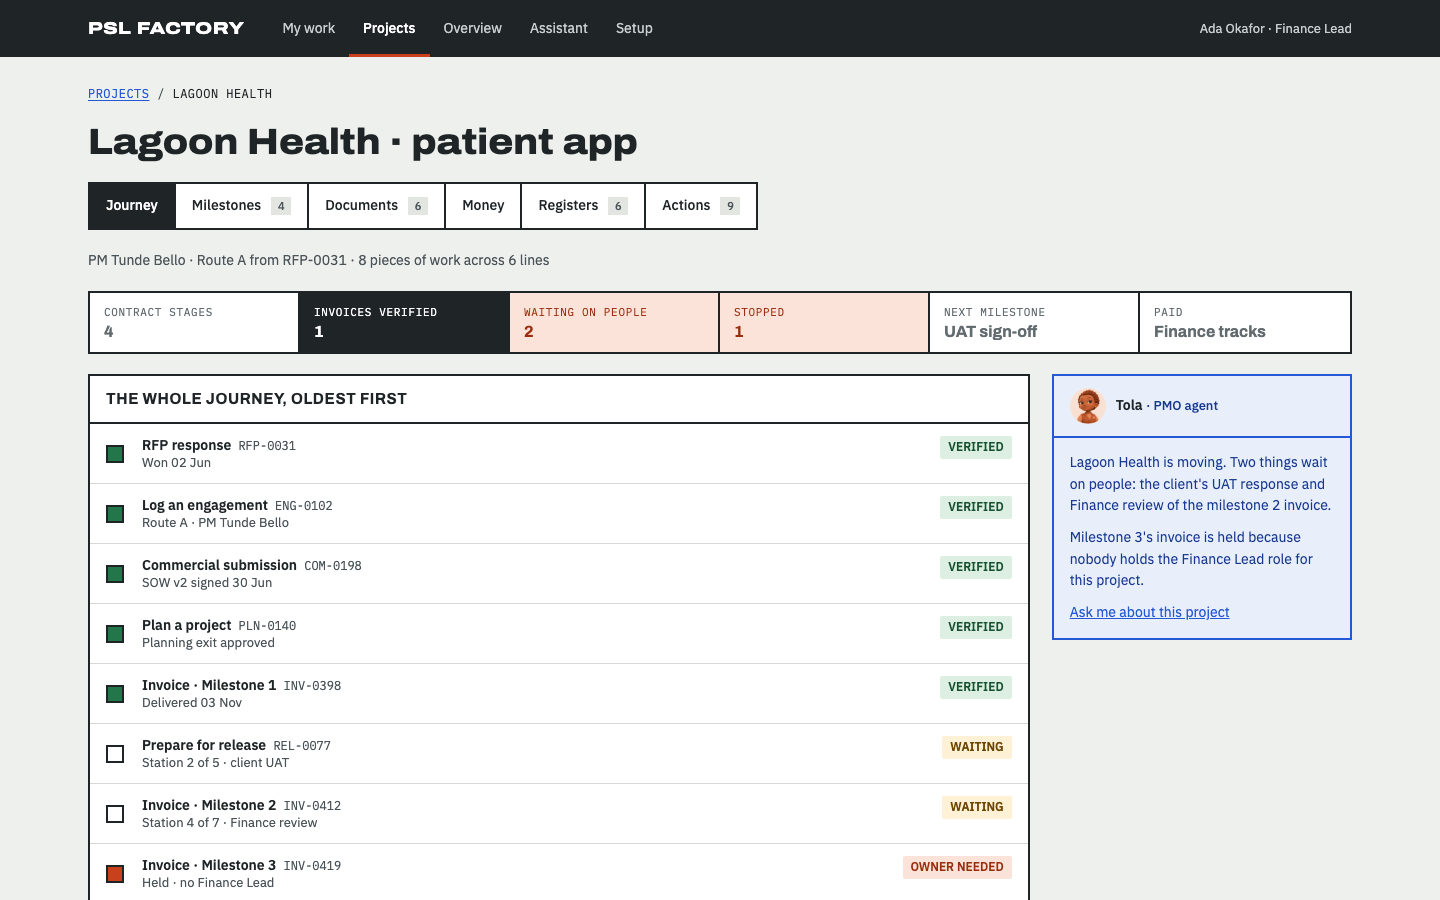 PSL FACTORY My work Projects Overview Assistant Setup Ada Okafor · Finance Lead
PROJECTS / LAGOON HEALTH
Lagoon Health · patient app
Journey Milestones 4 Documents 6 Money Registers 6 Actions 9
PM Tunde Bello · Route A from RFP-0031 · 8 pieces of work across 6 lines
CONTRACT STAGES
4
INVOICES VERIFIED
1
WAITING ON PEOPLE
2
STOPPED
1
NEXT MILESTONE
UAT sign-off
PAID
Finance tracks
THE WHOLE JOURNEY, OLDEST FIRST
RFP response RFP-0031 VERIFIED
Won 02 Jun
Log an engagement ENG-0102 VERIFIED
Route A · PM Tunde Bello
Commercial submission COM-0198 VERIFIED
SOW v2 signed 30 Jun
Plan a project PLN-0140 VERIFIED
Planning exit approved
Invoice · Milestone 1 INV-0398 VERIFIED
Delivered 03 Nov
Prepare for release REL-0077 WAITING
Station 2 of 5 · client UAT
Invoice · Milestone 2 INV-0412 WAITING
Station 4 of 7 · Finance review
Invoice · Milestone 3 INV-0419 OWNER NEEDED
Held · no Finance Lead
Tola · PMO agent
Lagoon Health is moving. Two things wait
on people: the client's UAT response and
Finance review of the milestone 2 invoice.
Milestone 3's invoice is held because
nobody holds the Finance Lead role for
this project.
Ask me about this project